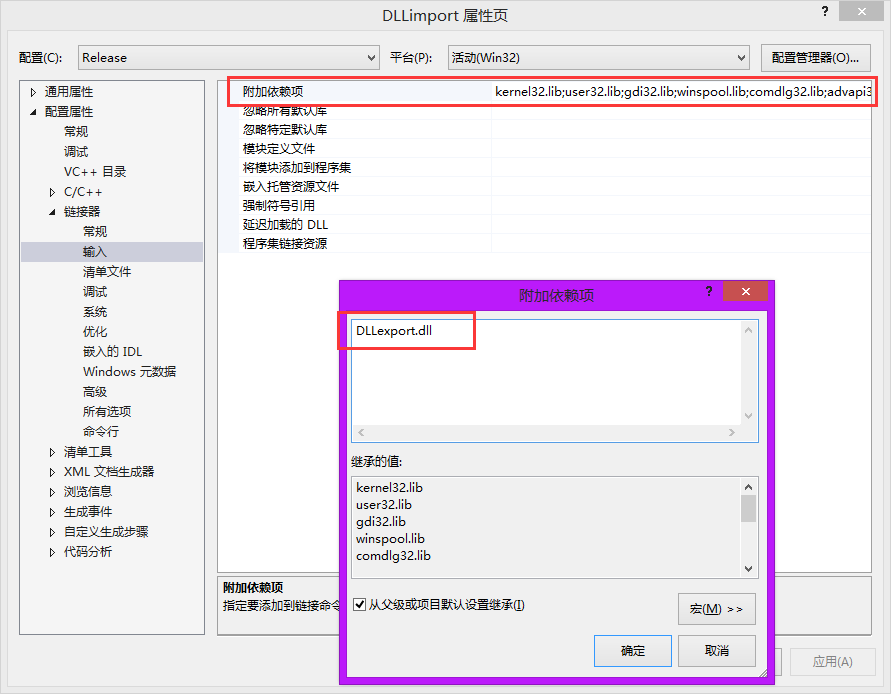 DLLimport 属性页
?
配置(C):
Release
平台(P):
活动(Win32)
配置管理器(O)...
通用属性
配置属性
常规
调试
VC++ 目录
C/C++
链接器
常规
输入
清单文件
调试
系统
优化
嵌入的 IDL
Windows 元数据
高级
所有选项
命令行
清单工具
XML 文档生成器
浏览信息
生成事件
自定义生成步骤
代码分析
附加依赖项 kernel32.lib;user32.lib;gdi32.lib;winspool.lib;comdlg32.lib;advapi3
忽略所有默认库
忽略特定默认库
模块定义文件
将模块添加到程序集
嵌入托管资源文件
强制符号引用
延迟加载的 DLL
程序集链接资源
附加依赖项
指定要添加到链接命令
附加依赖项
?
DLLexport.dll
继承的值:
kernel32.lib
user32.lib
gdi32.lib
winspool.lib
comdlg32.lib
从父级或项目默认设置继承(I)
宏(M) >>
确定
取消
应用(A)